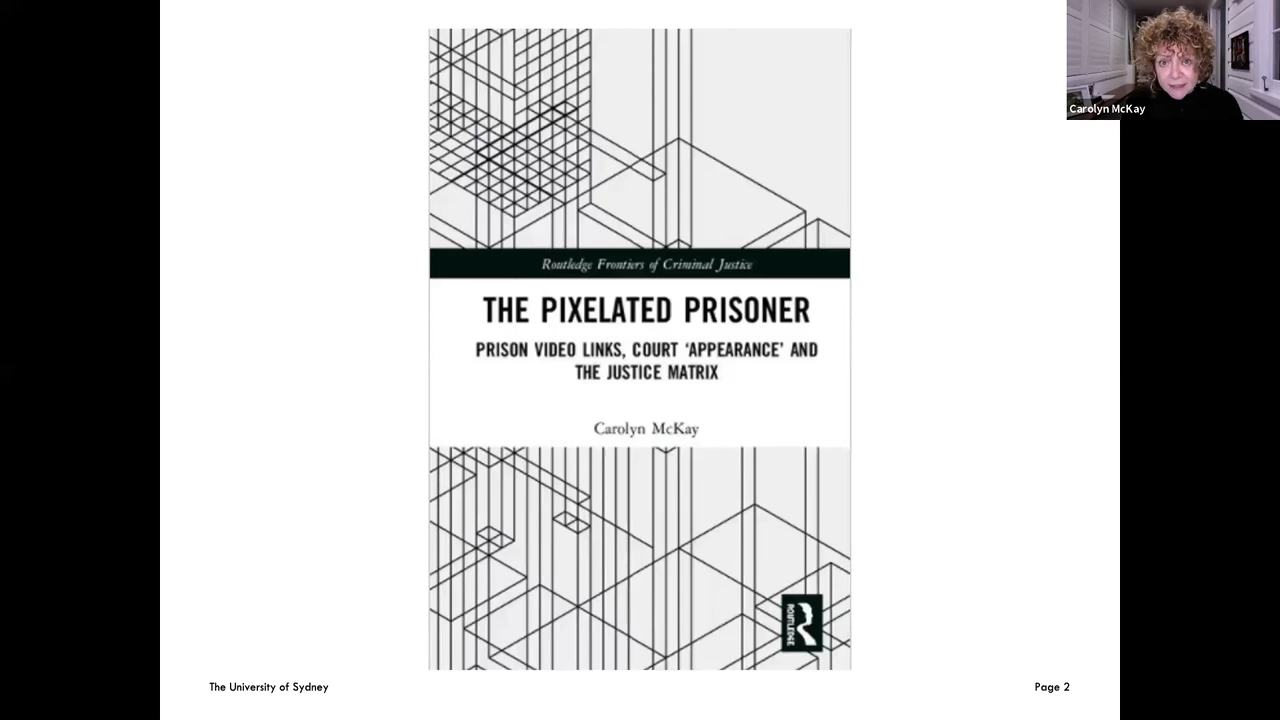 Carolyn McKay
Routledge Frontiers of Criminal Justice
THE PIXELATED PRISONER
PRISON VIDEO LINKS, COURT ‘APPEARANCE’ AND
THE JUSTICE MATRIX
Carolyn McKay
ROUTLEDGE
The University of Sydney
Page 2